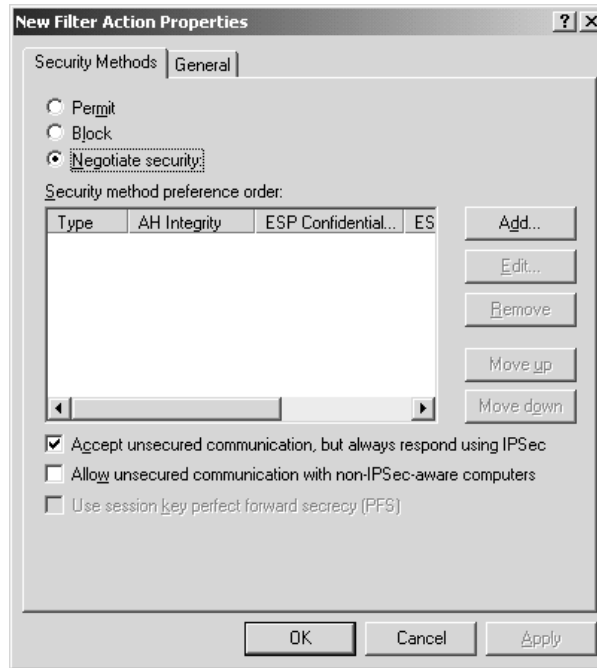 New Filter Action Properties
Security Methods General
Permit
Block
Negotiate security:
Security method preference order:
Type AH Integrity ESP Confidential... ES
Add...
Edit...
Remove
Move up
Move down
Accept unsecured communication, but always respond using IPSec
Allow unsecured communication with non-IPSec-aware computers
Use session key perfect forward secrecy (PFS)
OK Cancel Apply